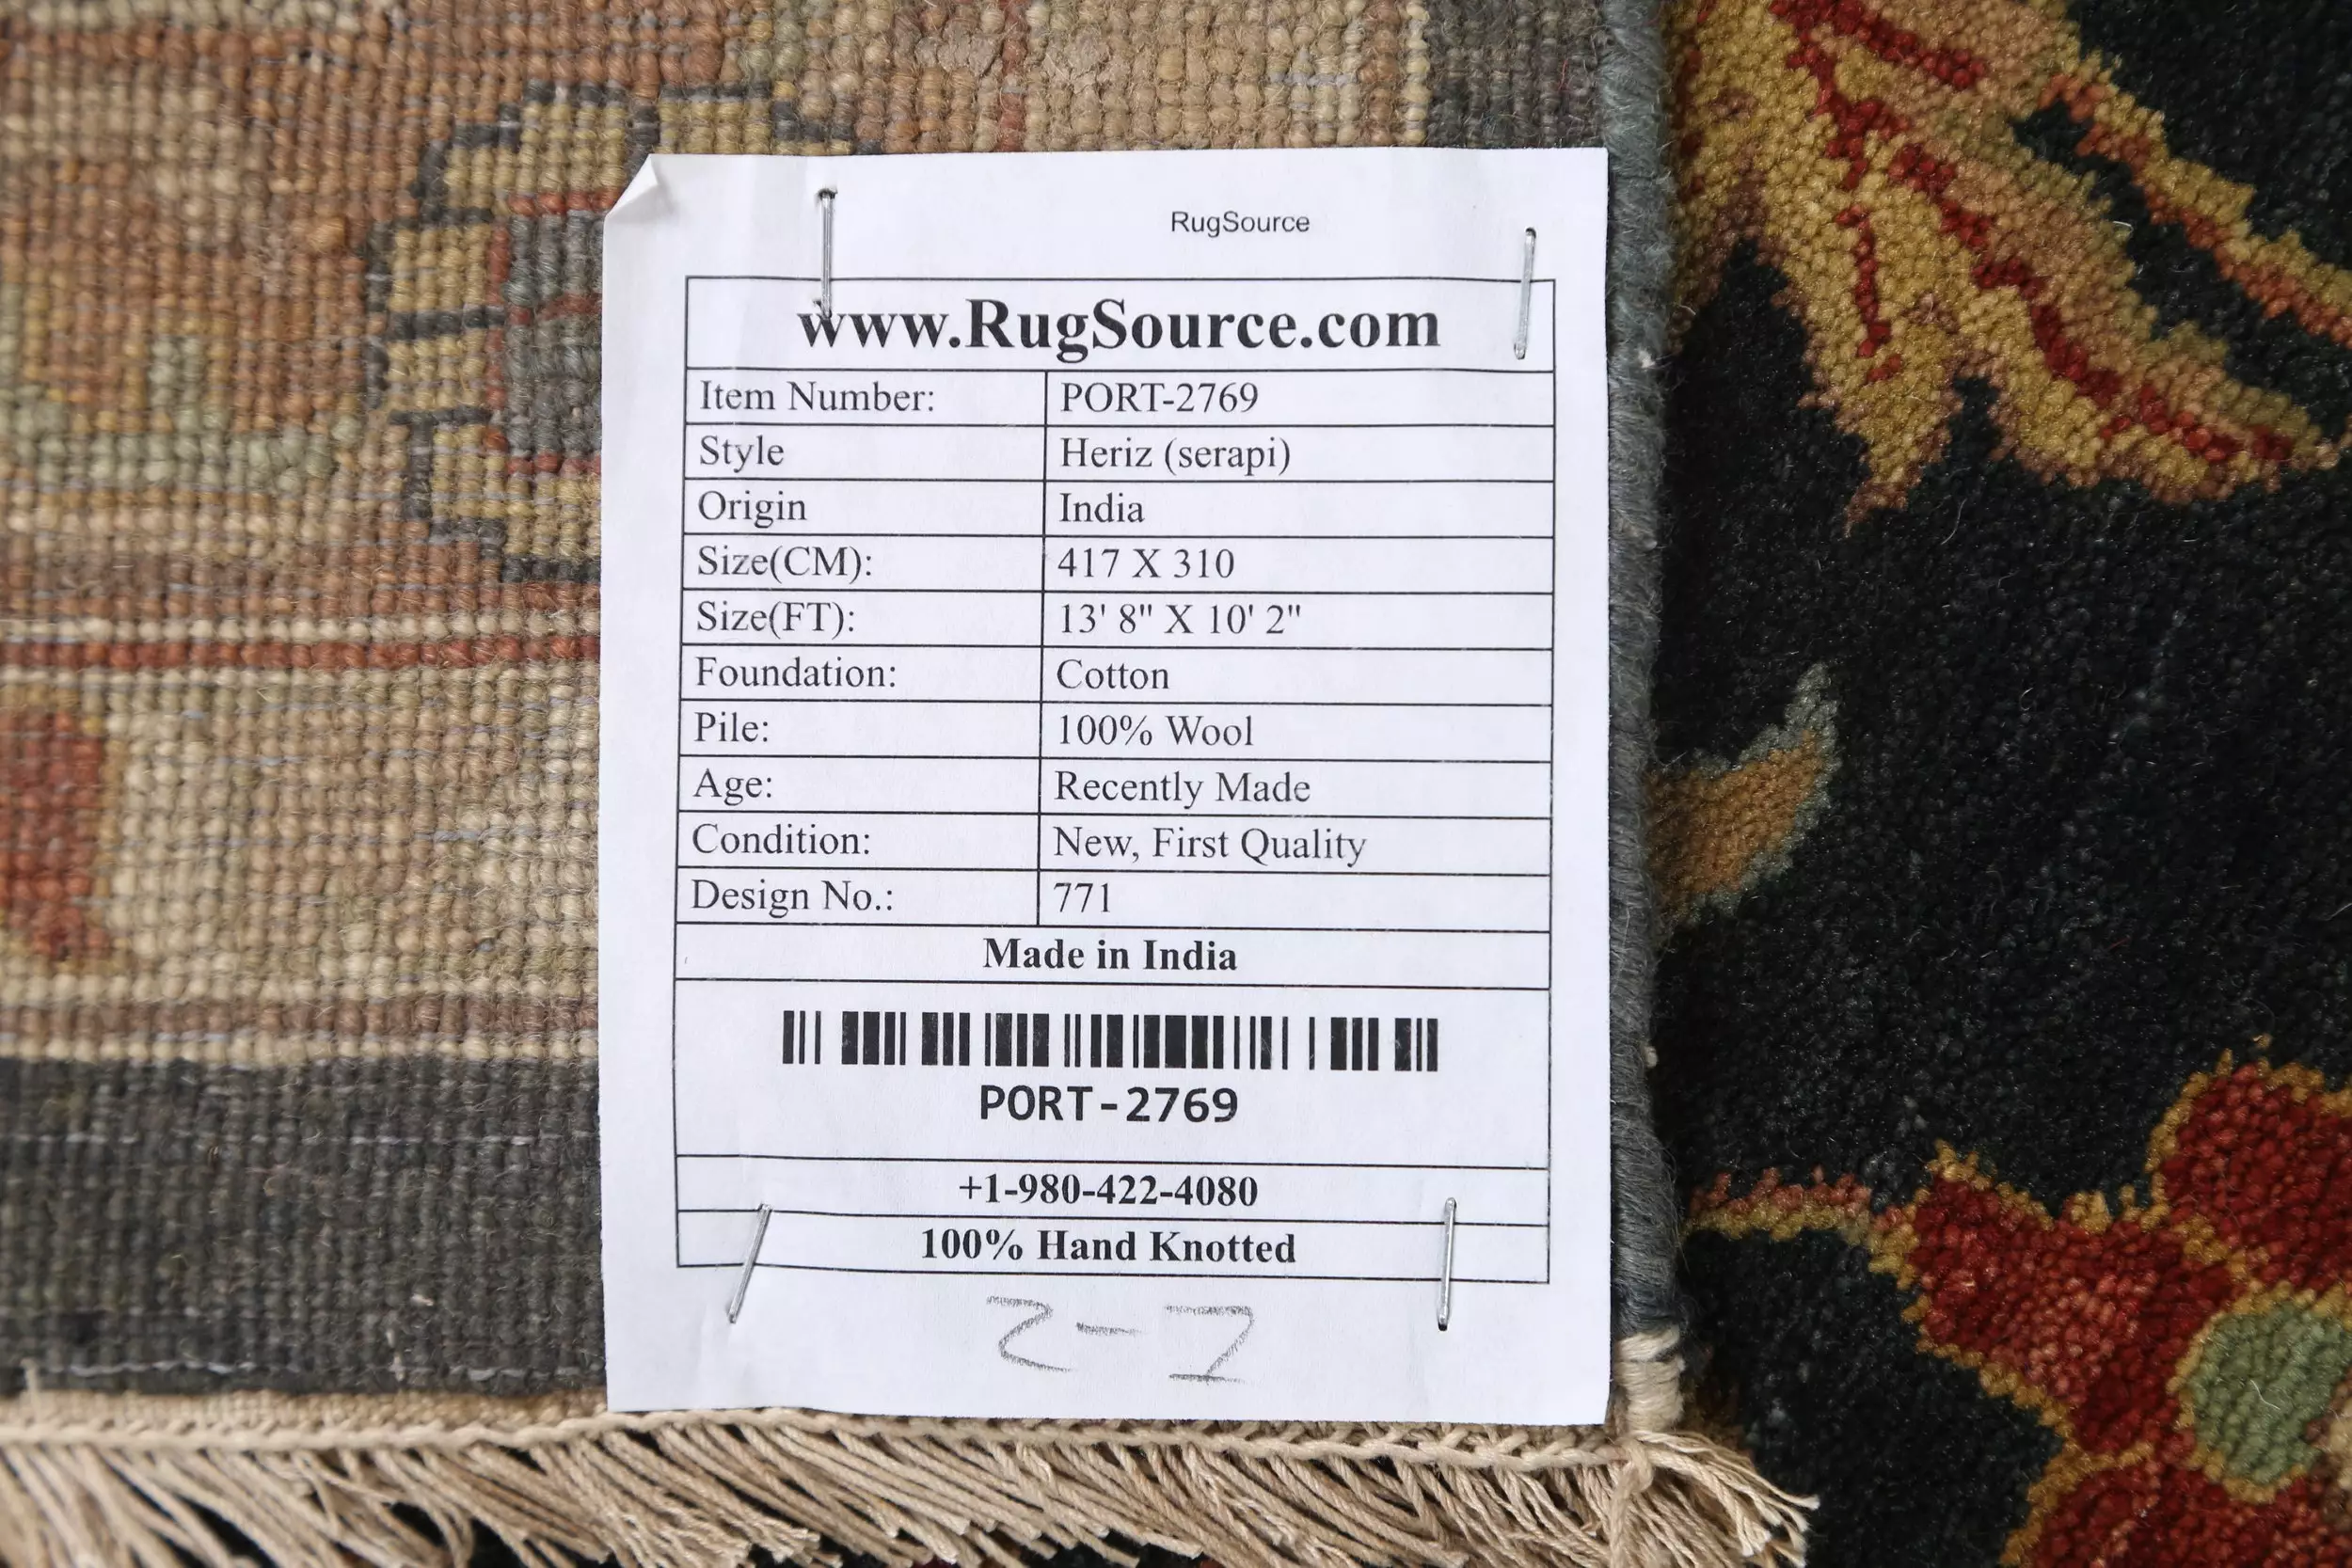 RugSource
www.RugSource.com
Item Number: PORT-2769
Style Heriz (serapi)
Origin India
Size(CM): 417 X 310
Size(FT): 13' 8" X 10' 2"
Foundation: Cotton
Pile: 100% Wool
Age: Recently Made
Condition: New, First Quality
Design No.: 771
Made in India
PORT-2769
+1-980-422-4080
100% Hand Knotted